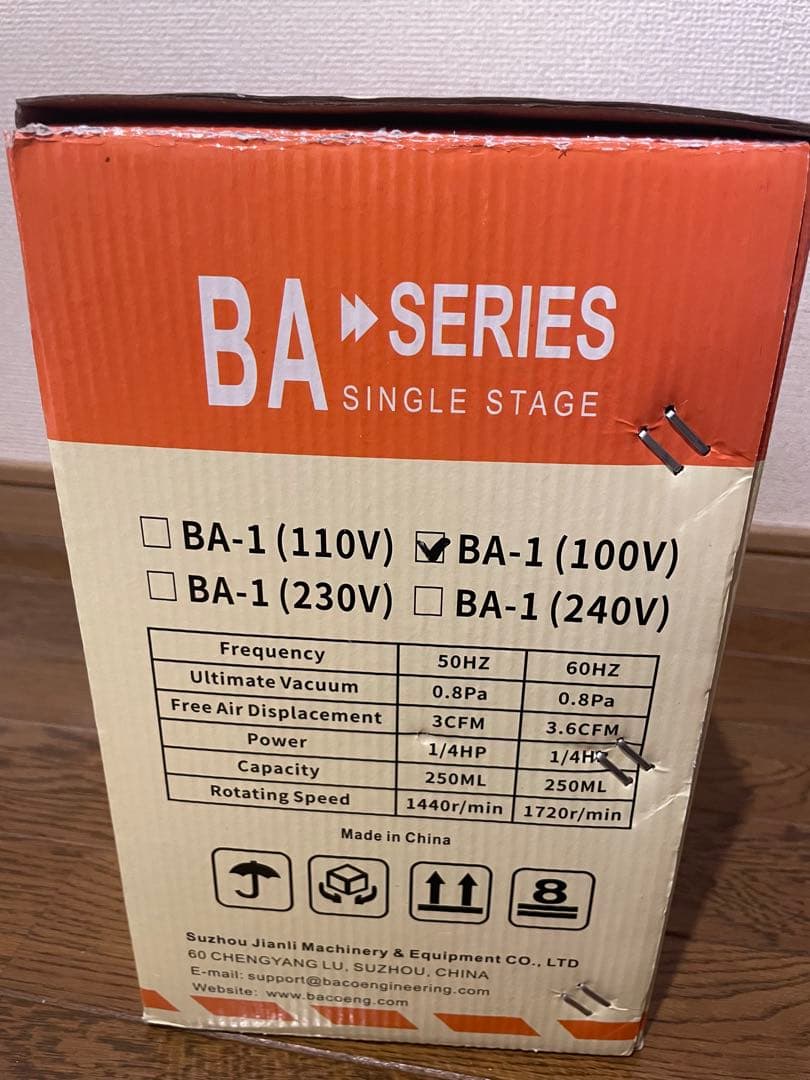 BA SERIES
SINGLE STAGE
BA-1 (110V) BA-1 (100V)
BA-1 (230V) BA-1 (240V)
Frequency 50HZ 60HZ
Ultimate Vacuum 0.8Pa 0.8Pa
Free Air Displacement 3CFM 3.6CFM
Power 1/4HP 1/4H
Capacity 250ML 250ML
Rotating Speed 1440r/min 1720r/min
Made in China
8
Suzhou Jianli Machinery & Equipment CO., LTD
60 CHENGYANG LU, SUZHOU, CHINA
E-mail: support@bacoengineering.com
Website: www.bacoeng.com